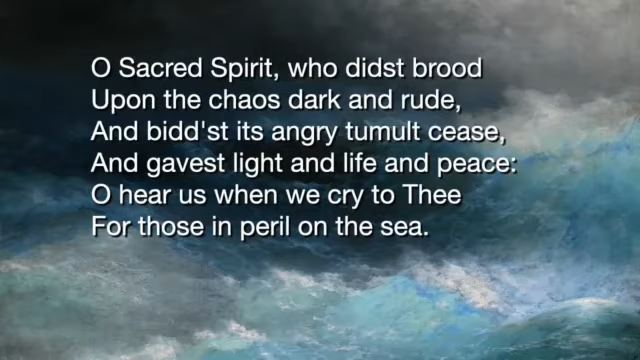 O Sacred Spirit, who didst brood
Upon the chaos dark and rude,
And bidd'st its angry tumult cease,
And gavest light and life and peace:
O hear us when we cry to Thee
For those in peril on the sea.